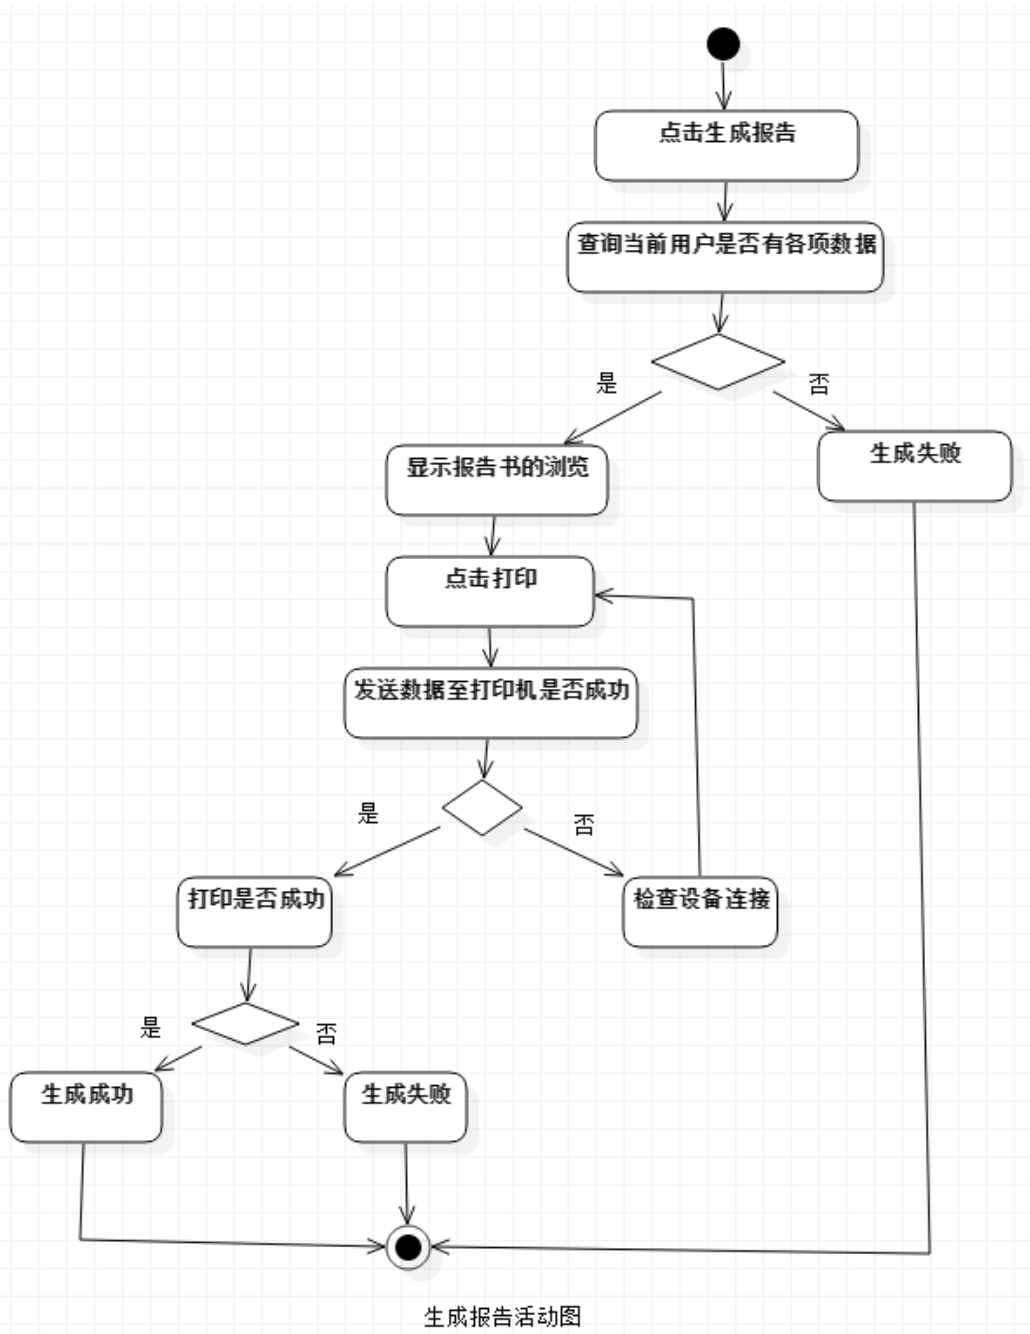 点击生成报告
查询当前用户是否有各项数据
是
否
显示报告书的浏览
生成失败
点击打印
发送数据至打印机是否成功
是
否
打印是否成功
检查设备连接
是
否
生成成功
生成失败
生成报告活动图